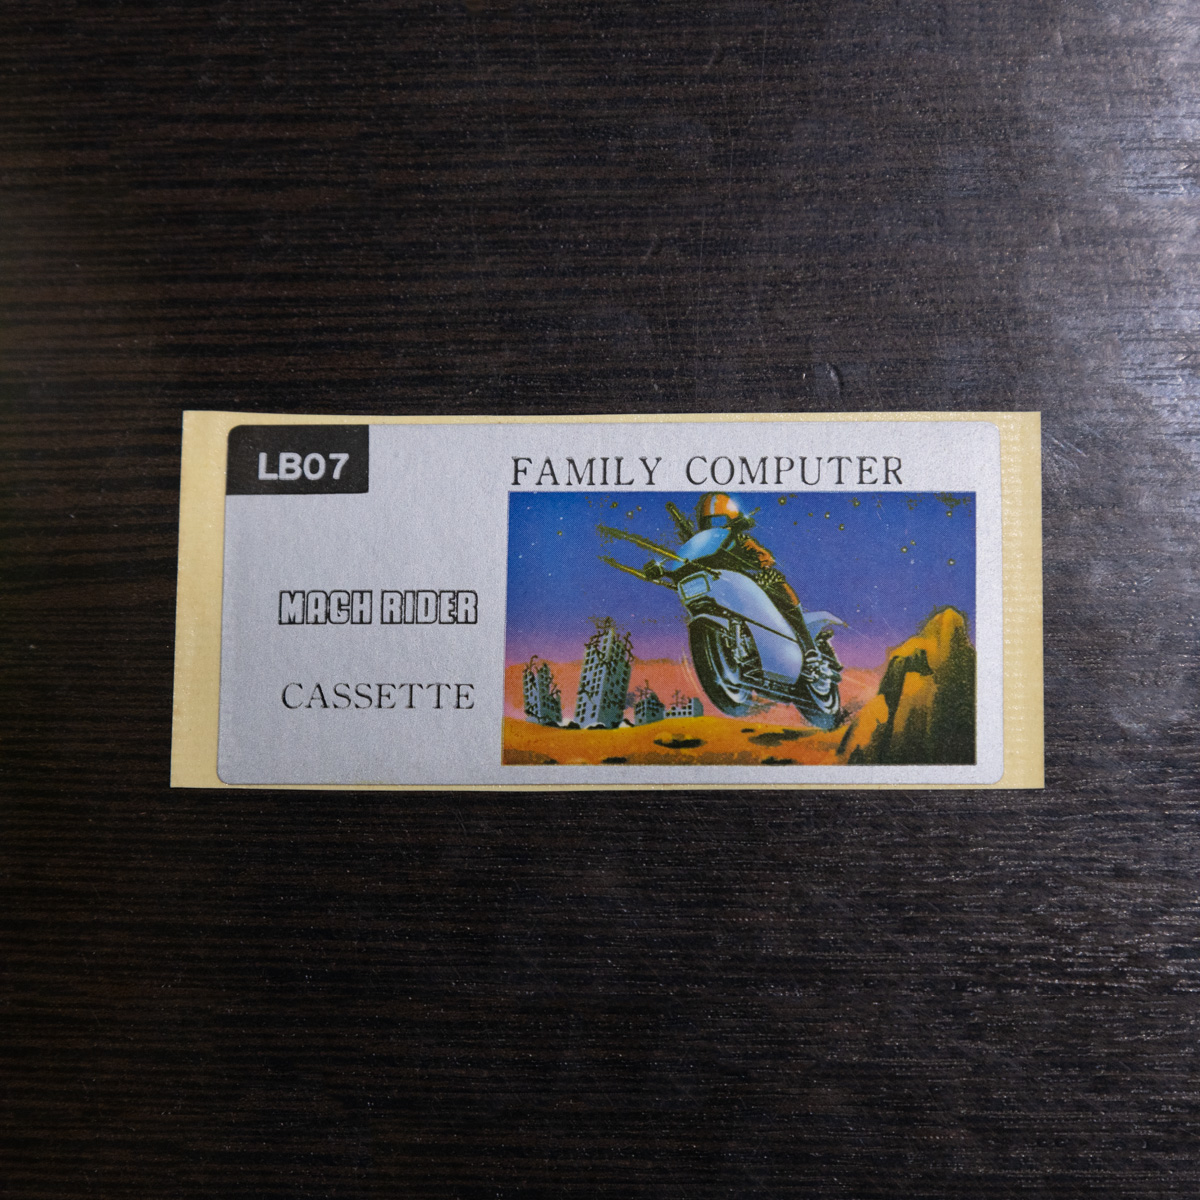 LB07
FAMILY COMPUTER
MACH RIDER
CASSETTE